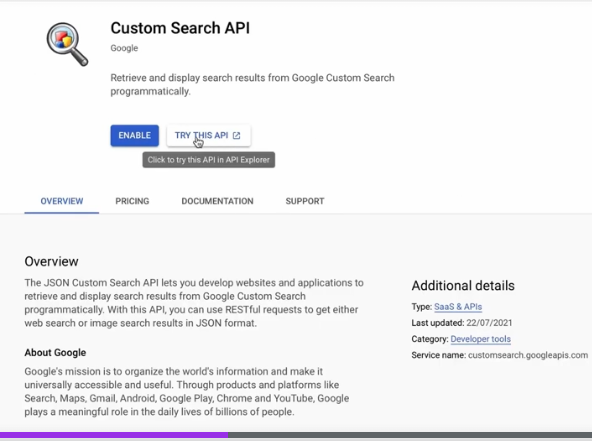 Custom Search API
Google
Retrieve and display search results from Google Custom Search
programmatically.
ENABLE
TRY THIS API
Click to try this API in API Explorer
OVERVIEW
PRICING
DOCUMENTATION
SUPPORT
Overview
The JSON Custom Search API lets you develop websites and applications to
retrieve and display search results from Google Custom Search
programmatically. With this API, you can use RESTful requests to get either
web search or image search results in JSON format.
About Google
Google's mission is to organize the world's information and make it
universally accessible and useful. Through products and platforms like
Search, Maps, Gmail, Android, Google Play, Chrome and YouTube, Google
plays a meaningful role in the daily lives of billions of people.
Additional details
Type: SaaS & APIs
Last updated: 22/07/2021
Category: Developer tools
Service name: customsearch.googleapis.com